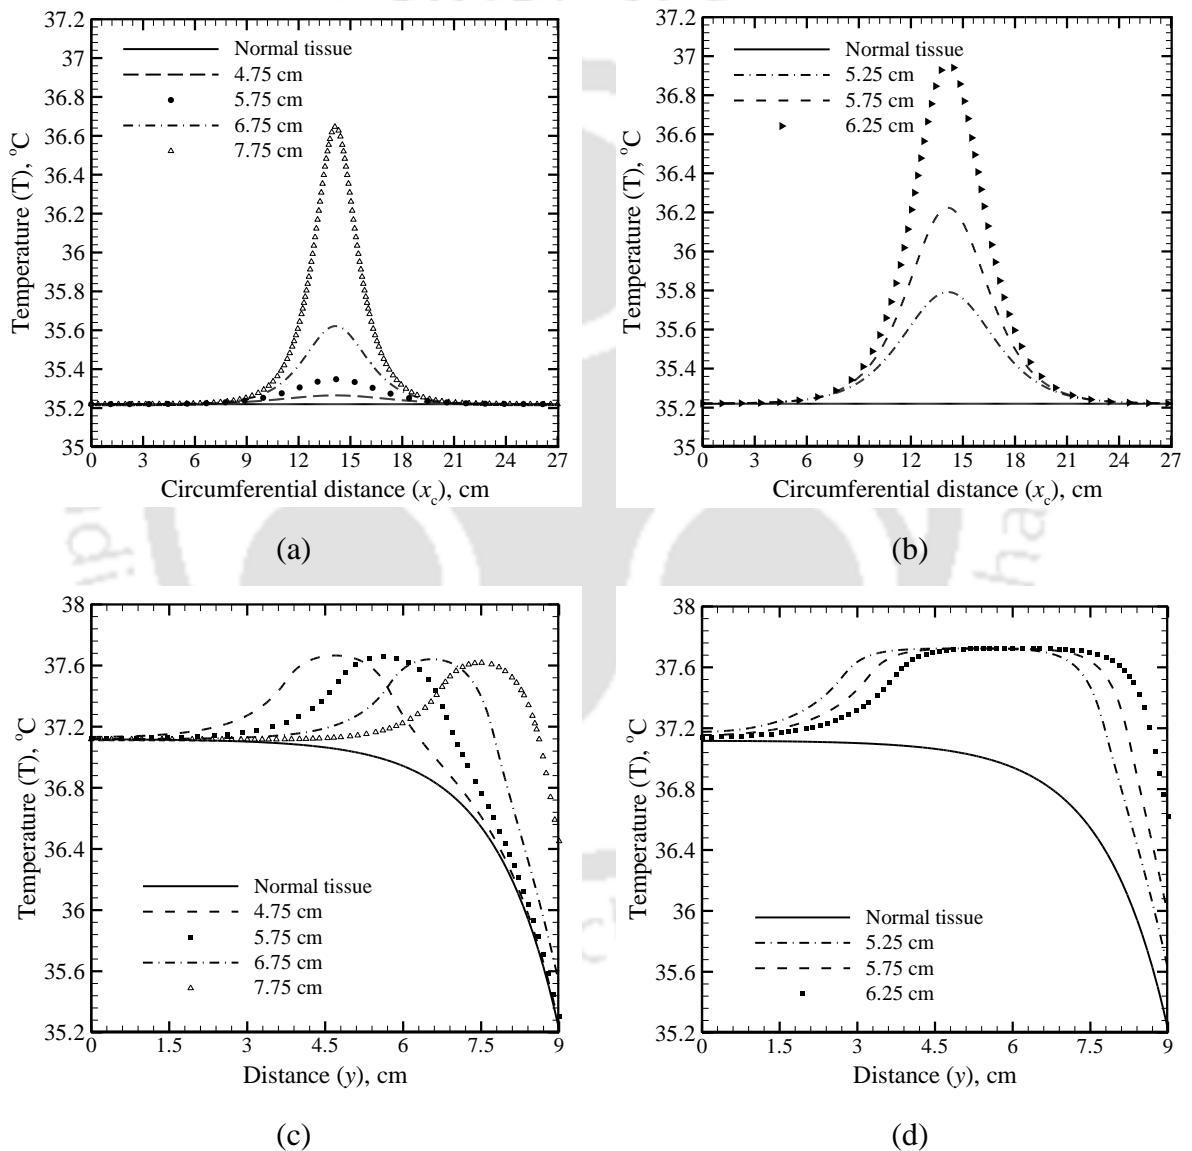 37.2
37
36.8
36.6
36.4
36.2
36
35.8
35.6
35.4
35.2
35
Temperature (T), °C
Normal tissue
4.75 cm
5.75 cm
6.75 cm
7.75 cm
0 3 6 9 12 15 18 21 24 27
Circumferential distance (xc), cm
(a)
37.2
37
36.8
36.6
36.4
36.2
36
35.8
35.6
35.4
35.2
35
Temperature (T), °C
Normal tissue
5.25 cm
5.75 cm
6.25 cm
0 3 6 9 12 15 18 21 24 27
Circumferential distance (xc), cm
(b)
38
37.6
37.2
36.8
36.4
36
35.6
35.2
Temperature (T), °C
Normal tissue
4.75 cm
5.75 cm
6.75 cm
7.75 cm
0 1.5 3 4.5 6 7.5 9
Distance (y), cm
(c)
38
37.6
37.2
36.8
36.4
36
35.6
35.2
Temperature (T), °C
Normal tissue
5.25 cm
5.75 cm
6.25 cm
0 1.5 3 4.5 6 7.5 9
Distance (y), cm
(d)